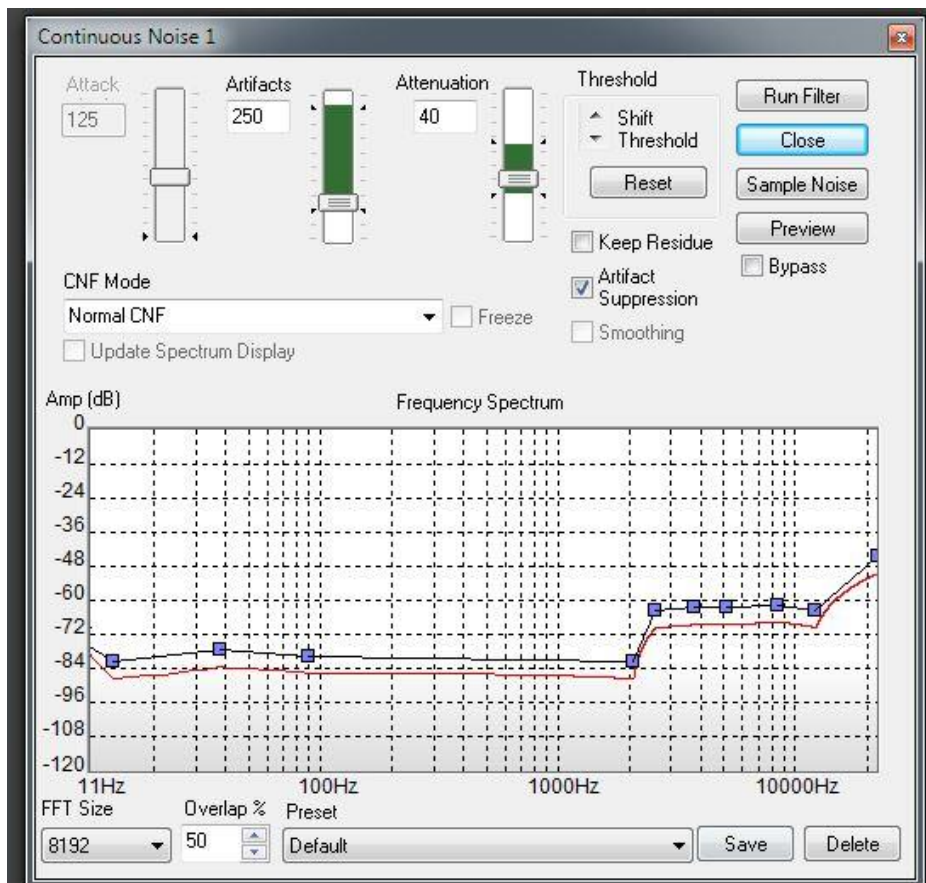 Continuous Noise 1
Attack
125
Artifacts
250
Attenuation
40
Threshold
Shift
Threshold
Reset
Run Filter
Close
Sample Noise
Preview
Bypass
Keep Residue
Artifact
Suppression
Smoothing
CNF Mode
Normal CNF
Freeze
Update Spectrum Display
Amp (dB)
Frequency Spectrum
0
-12
-24
-36
-48
-60
-72
-84
-96
-108
-120
11Hz 100Hz 1000Hz 10000Hz
FFT Size Overlap % Preset
8192 50 Default Save Delete